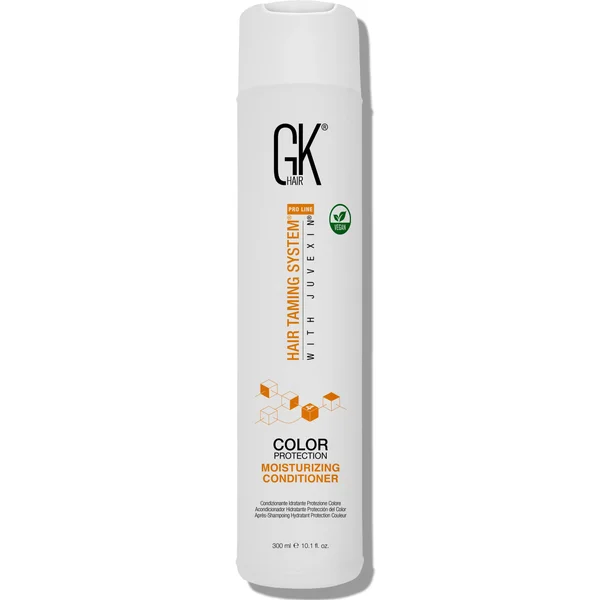 GK®
HAIR
PRO LINE
HAIR TAMING SYSTEM®
WITH JUVEXIN®
VEGAN
COLOR
PROTECTION
MOISTURIZING
CONDITIONER
Condizionante Idratante Protezione Colore
Acondicionador Hidratante Protección del Color
Après-Shampoing Hydratant Protection Couleur
300 ml ℮ 10.1 fl. oz.